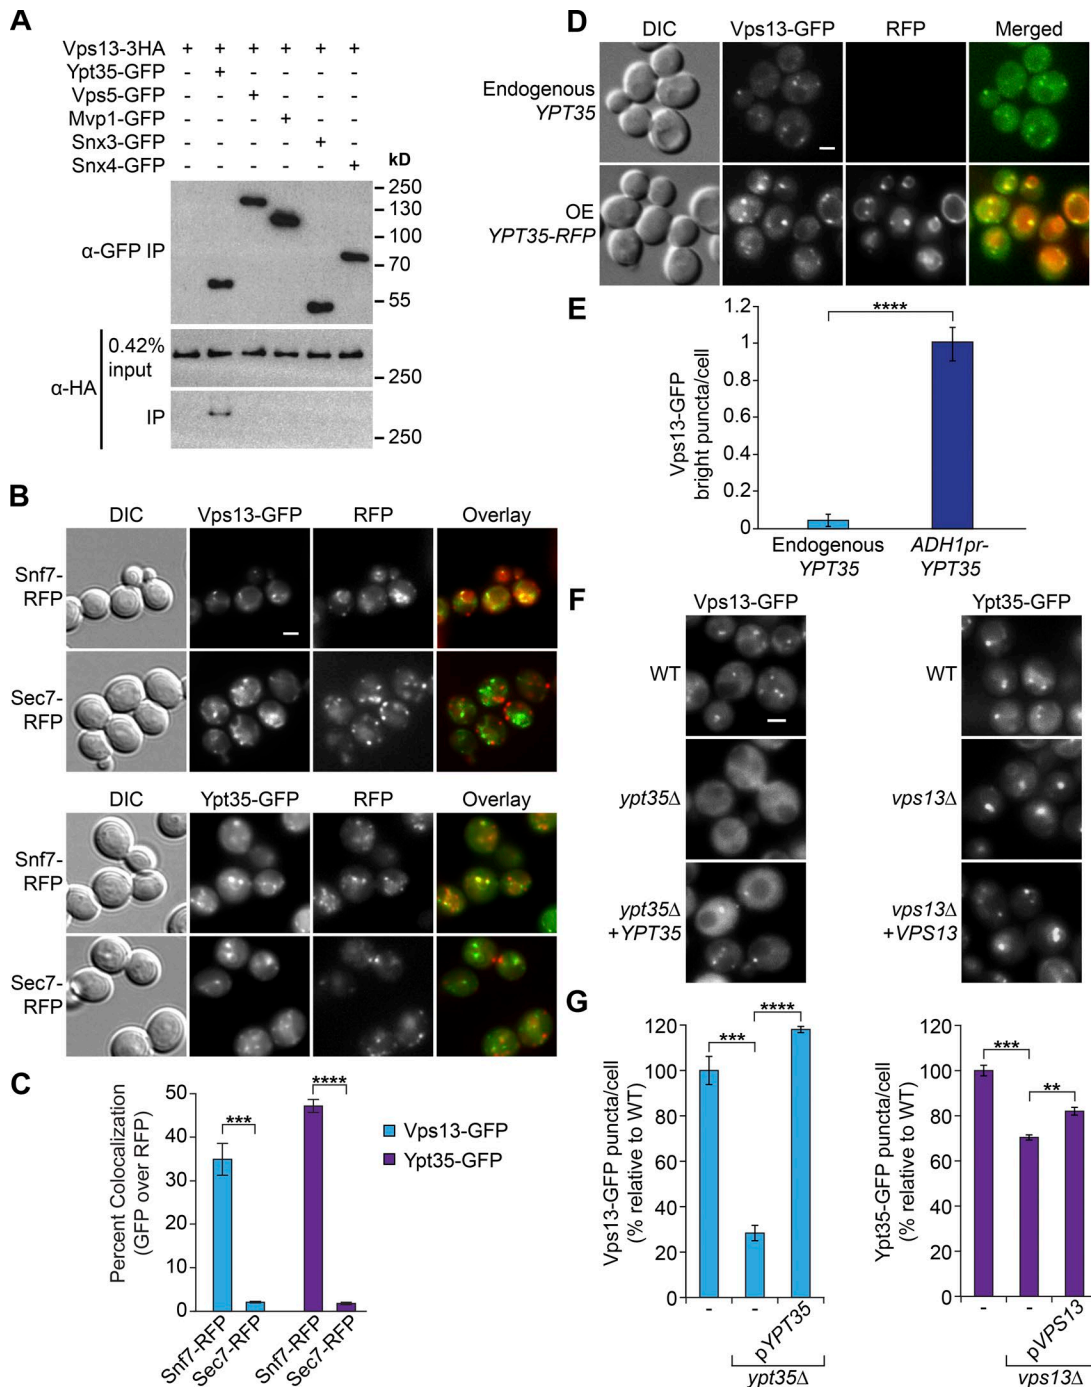 A
Vps13-3HA + + + + + +
Ypt35-GFP - + - - - -
Vps5-GFP - - + - - -
Mvp1-GFP - - - + - -
Snx3-GFP - - - - + -
Snx4-GFP - - - - - +
kD
250
130
100
70
55
α-GFP IP
0.42%
input
250
α-HA
IP
250
B
DIC Vps13-GFP RFP Overlay
Snf7-
RFP
Sec7-
RFP
DIC Ypt35-GFP RFP Overlay
Snf7-
RFP
Sec7-
RFP
C
Percent Colocalization
(GFP over RFP)
50
40
30
20
10
0
***
****
Vps13-GFP
Ypt35-GFP
Snf7-RFP
Sec7-RFP
Snf7-RFP
Sec7-RFP
D
DIC Vps13-GFP RFP Merged
Endogenous
YPT35
OE
YPT35-RFP
E
Vps13-GFP
bright puncta/cell
1.2
1
0.8
0.6
0.4
0.2
0
****
Endogenous
YPT35
ADH1pr-
YPT35
F
Vps13-GFP
WT
ypt35Δ
ypt35Δ
+YPT35
Ypt35-GFP
WT
vps13Δ
vps13Δ
+VPS13
G
Vps13-GFP puncta/cell
(% relative to WT)
120
100
80
60
40
20
0
***
****
- - pYPT35
ypt35Δ
Ypt35-GFP puncta/cell
(% relative to WT)
120
100
80
60
40
20
0
***
**
- - pVPS13
vps13Δ